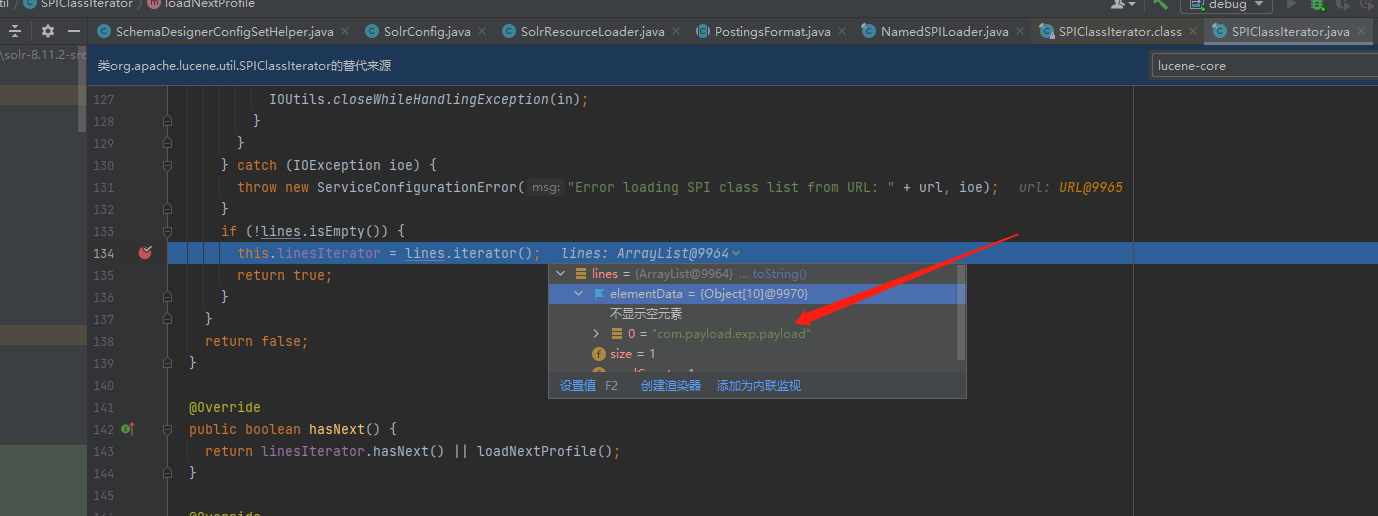 til SPIClassIterator loadNextProfile debug
SchemaDesignerConfigSetHelper.java SolrConfig.java SolrResourceLoader.java PostingsFormat.java NamedSPILoader.java SPIClassIterator.class SPIClassIterator.java
\solr-8.11.2-src
类org.apache.lucene.util.SPIClassIterator的替代来源 lucene-core
127 IOUtils.closeWhileHandlingException(in);
128 }
129 }
130 } catch (IOException ioe) {
131 throw new ServiceConfigurationError( msg: "Error loading SPI class list from URL: " + url, ioe); url: URL@9965
132 }
133 if (!lines.isEmpty()) {
134 this.linesIterator = lines.iterator(); lines: ArrayList@9964
135 return true;
lines = {ArrayList@9964} ... toString()
136 }
elementData = {Object[10]@9970}
137 }
不显示空元素
138 return false;
0 = "com.payload.exp.payload"
139 }
size = 1
140
设置值 F2 创建渲染器 添加为内联监视
141 @Override
142 public boolean hasNext() {
143 return linesIterator.hasNext() || loadNextProfile();
144 }
145
@Override